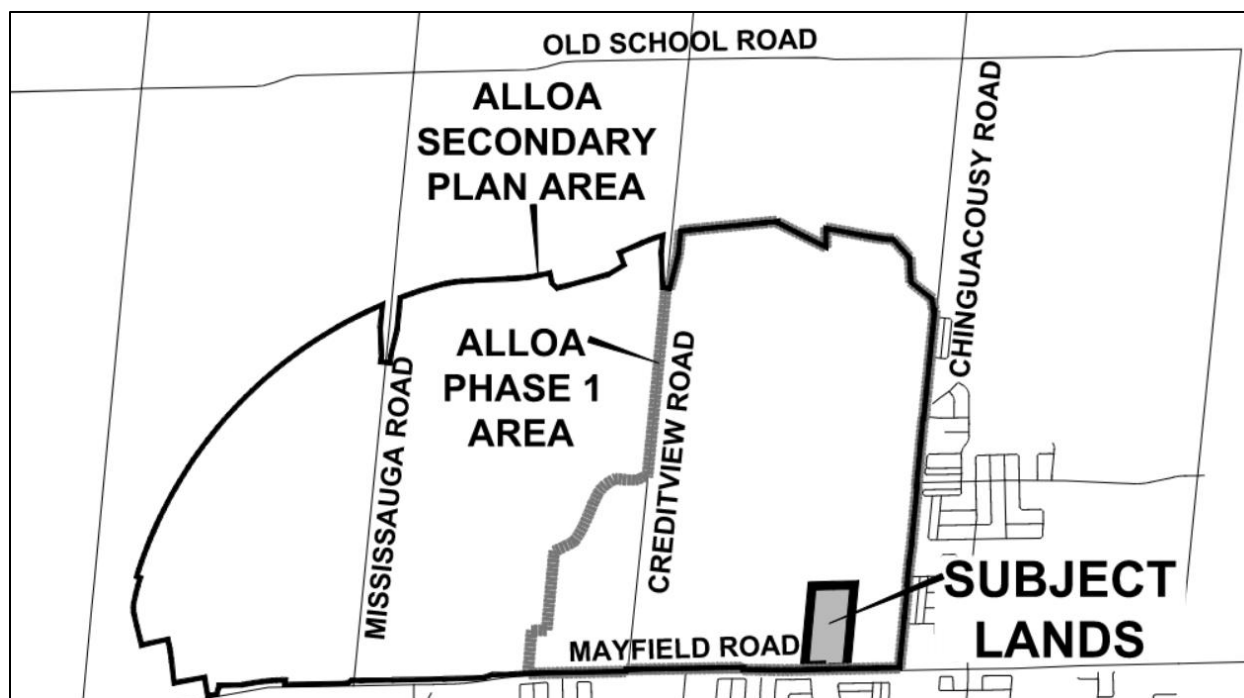 OLD SCHOOL ROAD
ALLOA
SECONDARY
PLAN AREA
CHINGUACOUSY ROAD
ALLOA
PHASE 1
AREA
MISSISSAUGA ROAD
CREDITVIEW ROAD
SUBJECT
LANDS
MAYFIELD ROAD